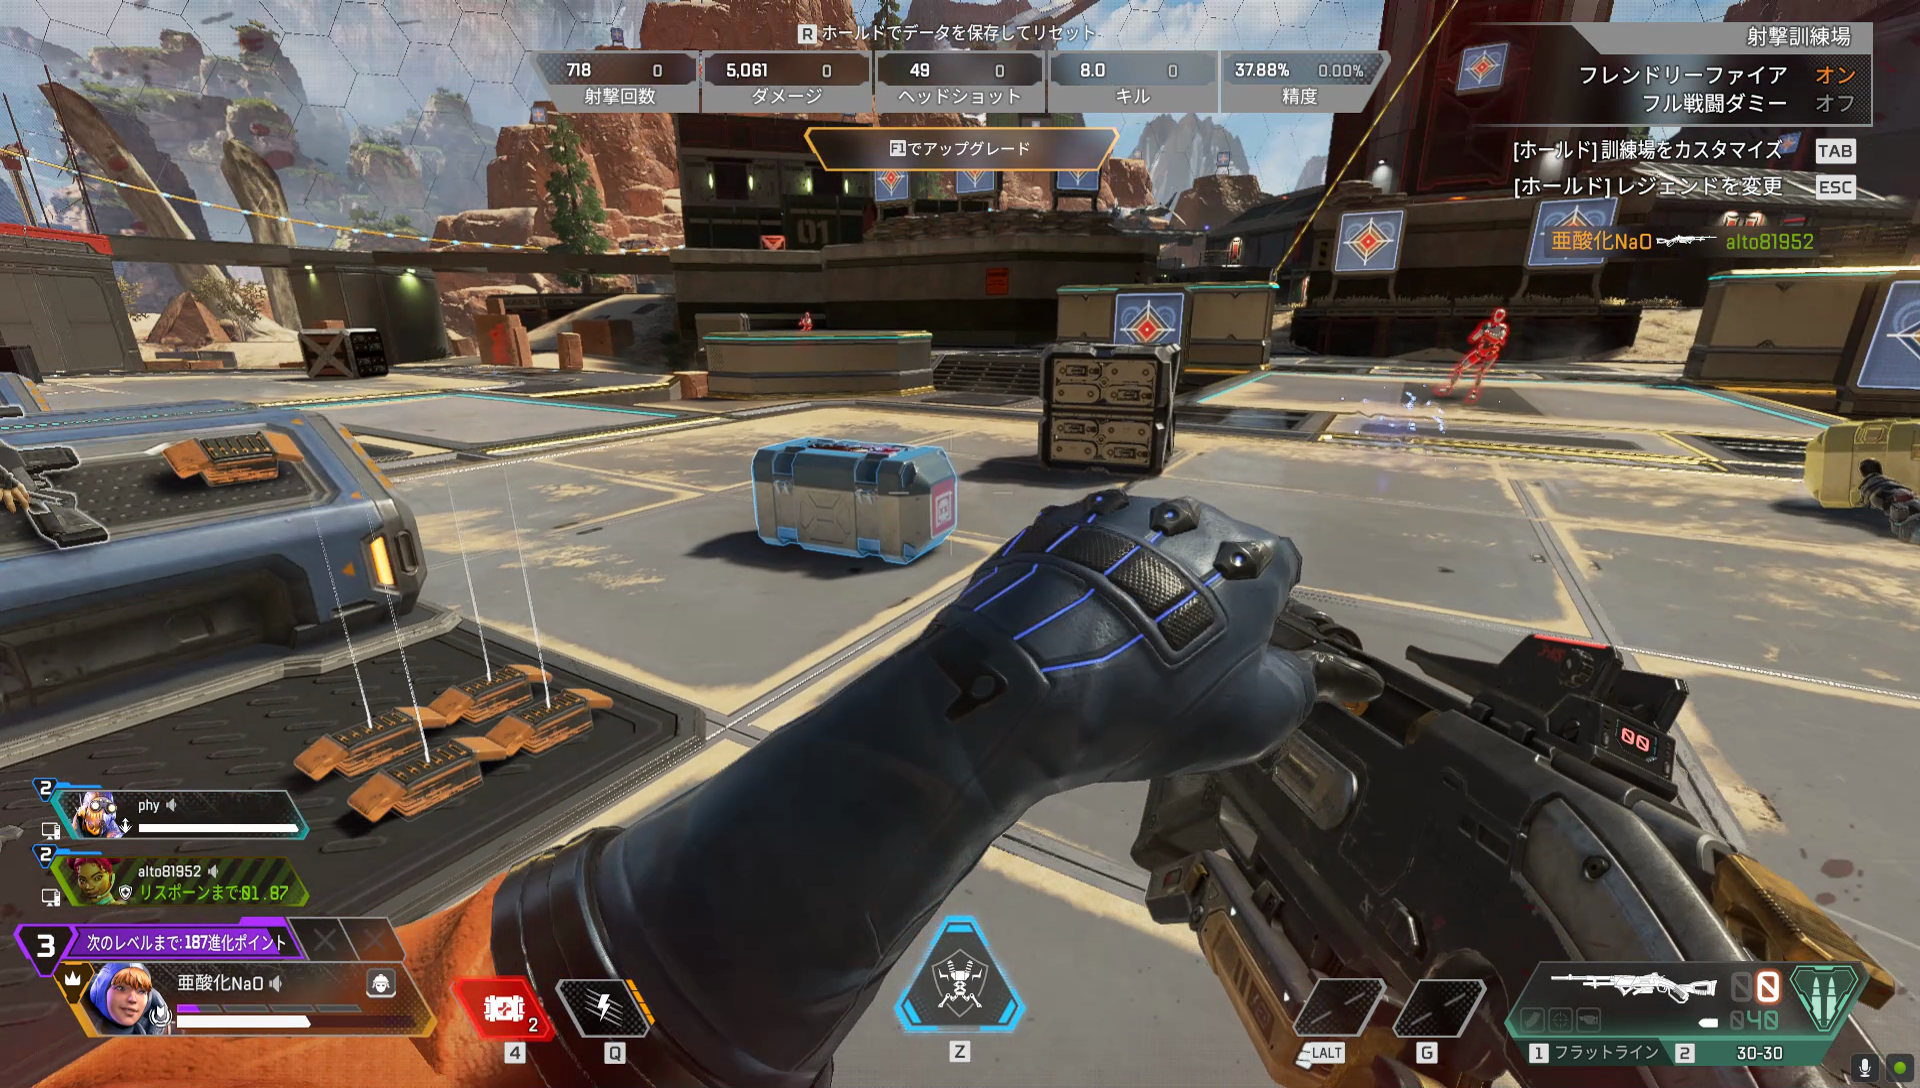 R ホールドでデータを保存してリセット
718 0
射撃回数
5,061 0
ダメージ
49 0
ヘッドショット
8.0 0
キル
37.88% 0.00%
精度
F1でアップグレード
射撃訓練場
フレンドリーファイア オン
フル戦闘ダミー オフ
[ホールド]訓練場をカスタマイズ TAB
[ホールド]レジェンドを変更 ESC
亜酸化NaO alto81952
01
00
2
phy
2
alto81952
リスポーンまで:01.87
3
次のレベルまで:187進化ポイント
亜酸化NaO
2
4
Q
Z
LALT
G
00
040
1 フラットライン 2 30-30